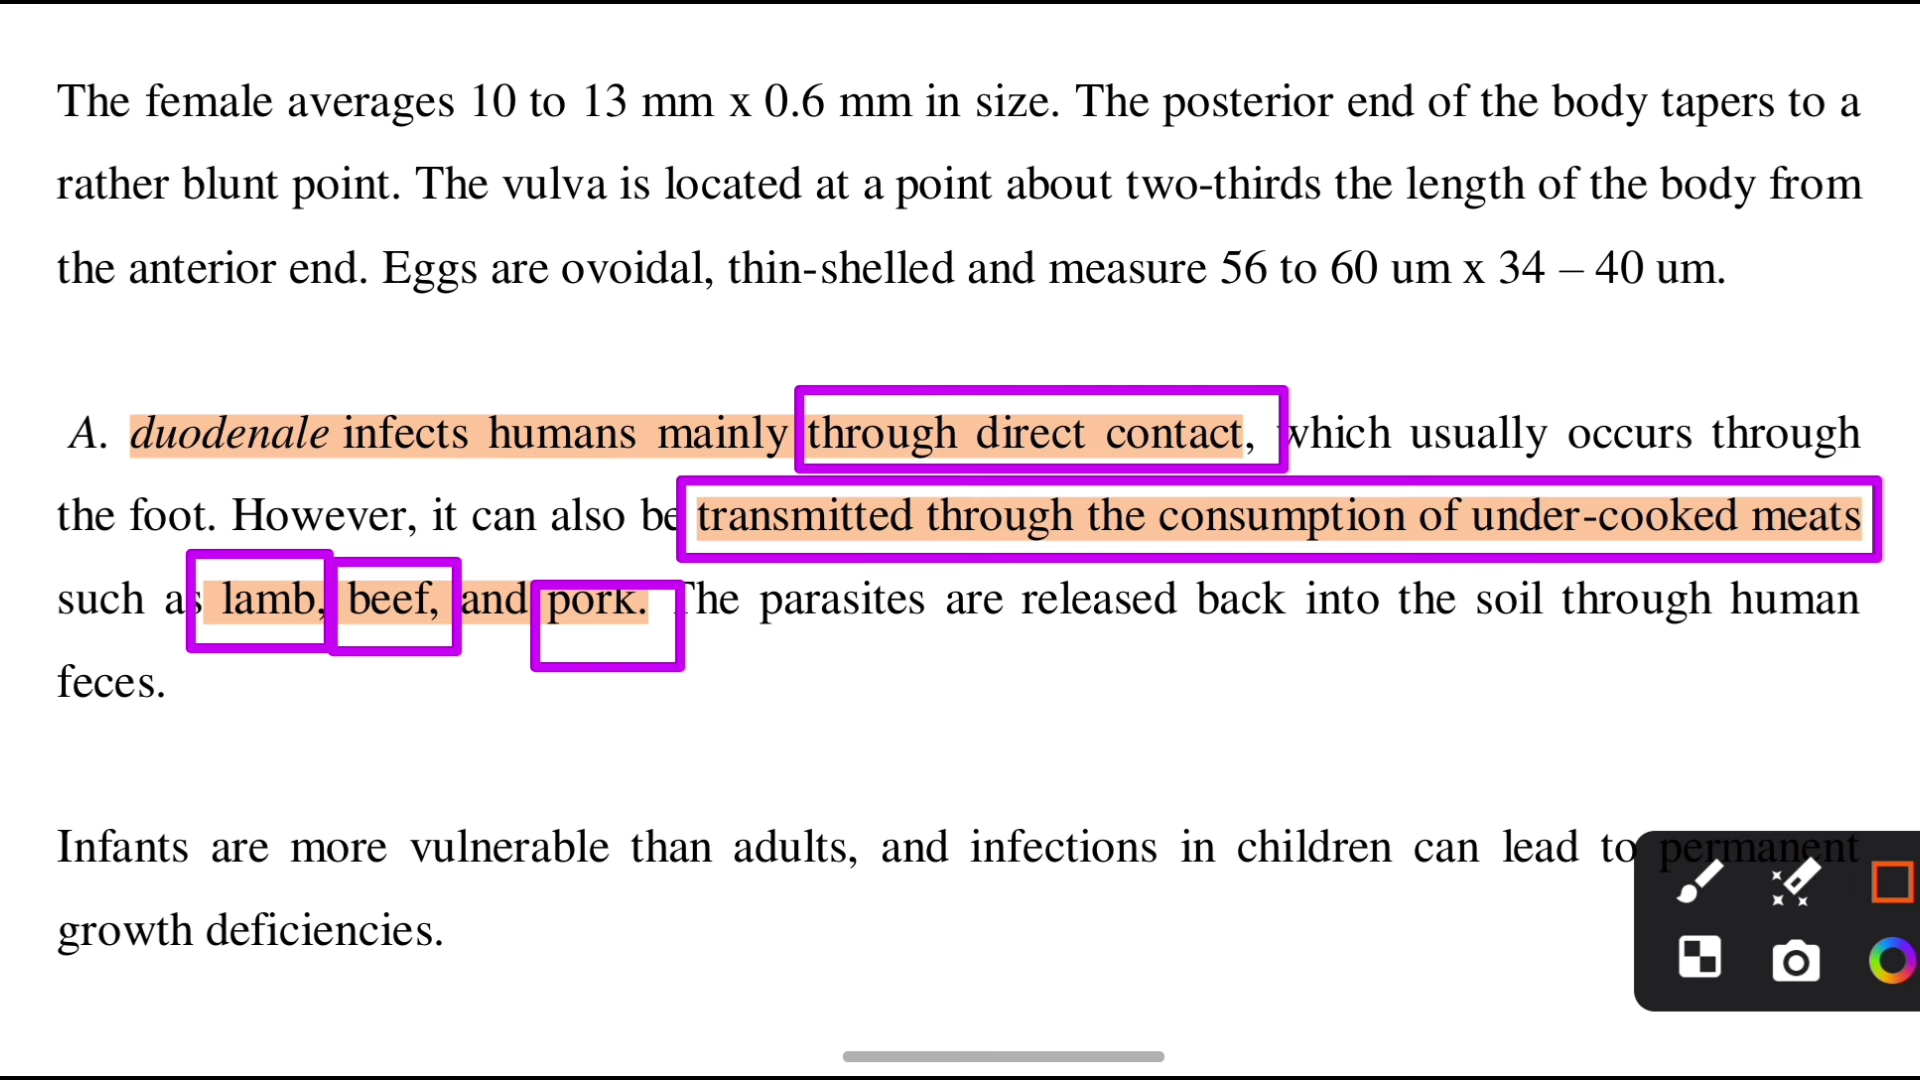 The female averages 10 to 13 mm x 0.6 mm in size. The posterior end of the body tapers to a
rather blunt point. The vulva is located at a point about two-thirds the length of the body from
the anterior end. Eggs are ovoidal, thin-shelled and measure 56 to 60 um x 34 – 40 um.
A. duodenale infects humans mainly through direct contact, which usually occurs through
the foot. However, it can also be transmitted through the consumption of under-cooked meats
such as lamb, beef, and pork. The parasites are released back into the soil through human
feces.
Infants are more vulnerable than adults, and infections in children can lead to permanent
growth deficiencies.